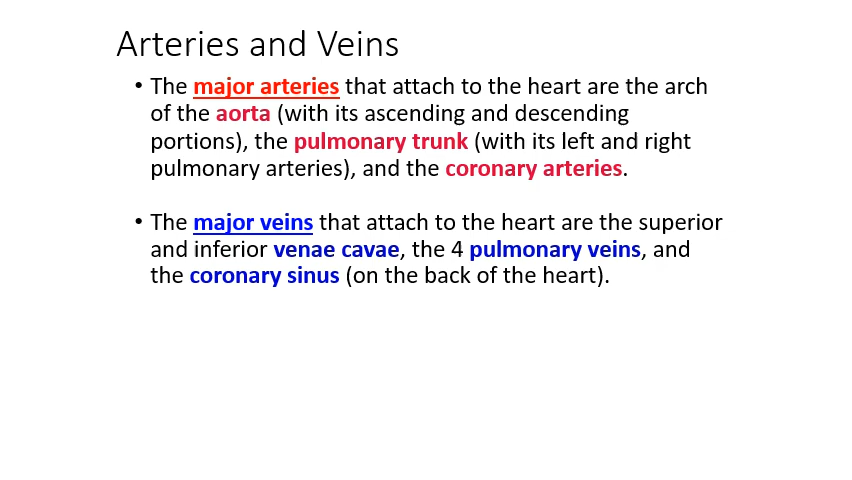 Arteries and Veins
• The major arteries that attach to the heart are the arch
of the aorta (with its ascending and descending
portions), the pulmonary trunk (with its left and right
pulmonary arteries), and the coronary arteries.
• The major veins that attach to the heart are the superior
and inferior venae cavae, the 4 pulmonary veins, and
the coronary sinus (on the back of the heart).